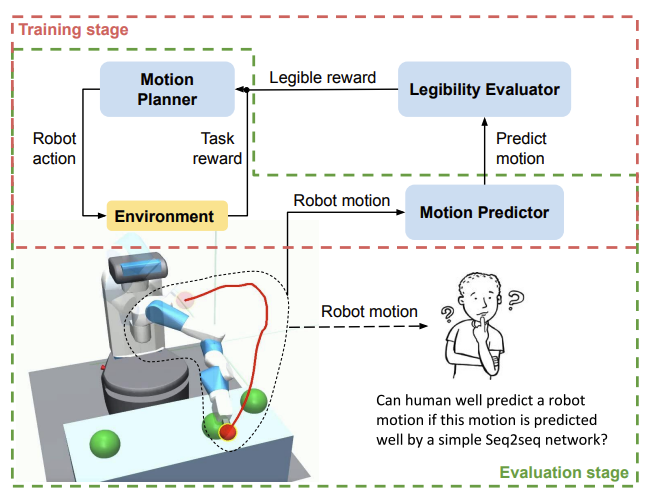 Training stage
Motion
Planner
Legible reward
Legibility Evaluator
Robot
action
Task
reward
Predict
motion
Environment
Robot motion
Motion Predictor
Robot motion
? ?
Can human well predict a robot
motion if this motion is predicted
well by a simple Seq2seq network?
Evaluation stage